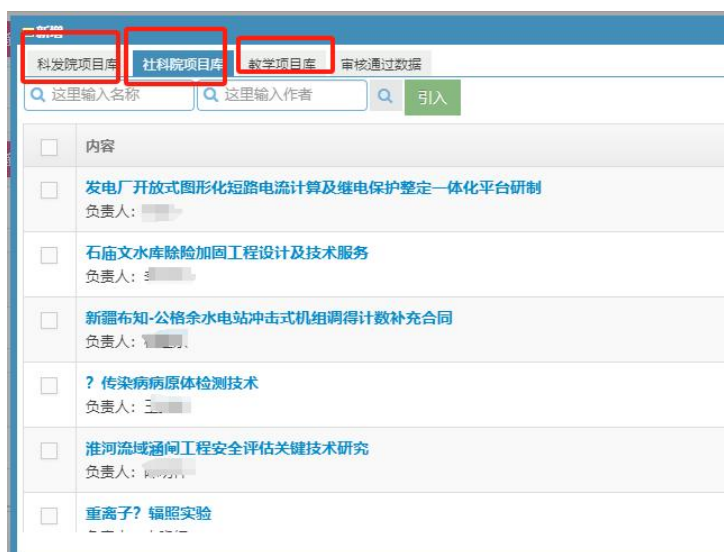 新增
科发院项目库 社科院项目库 教学项目库 审核通过数据
这里输入名称 这里输入作者 引入
内容
发电厂开放式图形化短路电流计算及继电保护整定一体化平台研制
负责人：
石庙文水库除险加固工程设计及技术服务
负责人：
新疆布知-公格余水电站冲击式机组调得计数补充合同
负责人：
? 传染病病原体检测技术
负责人：王
淮河流域涵闸工程安全评估关键技术研究
负责人：
重离子? 辐照实验